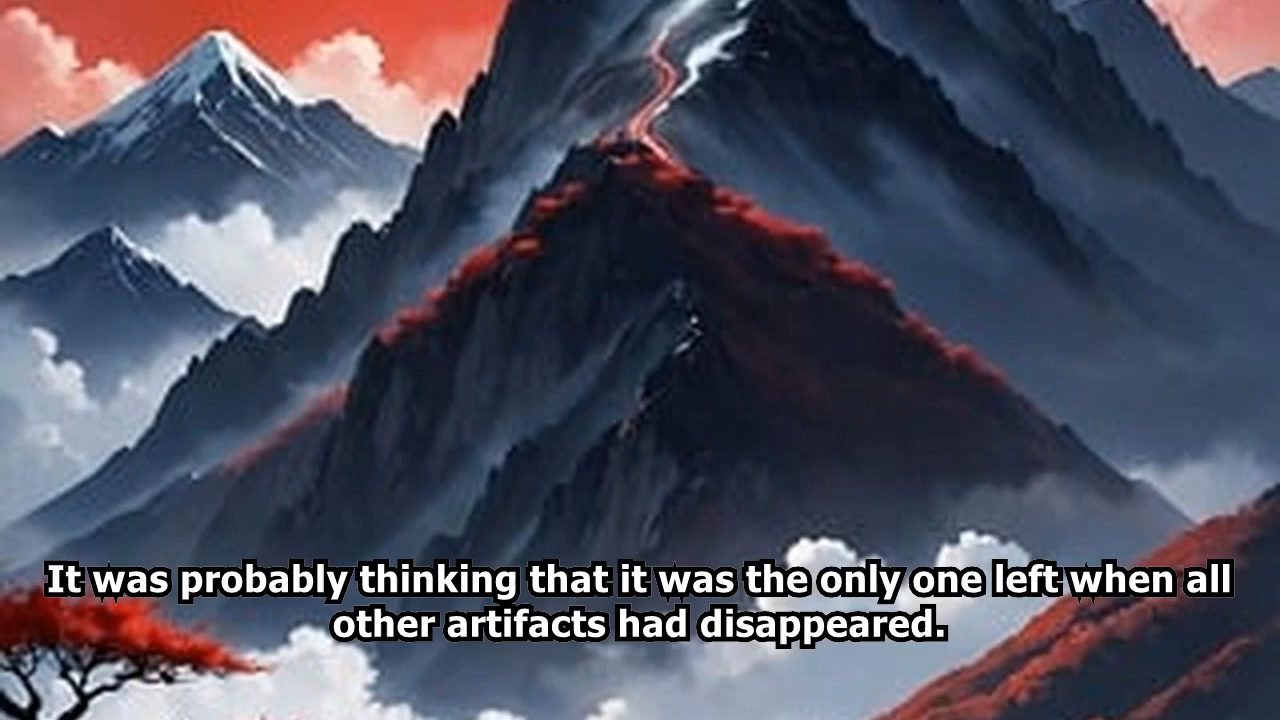 It was probably thinking that it was the only one left when all
other artifacts had disappeared.